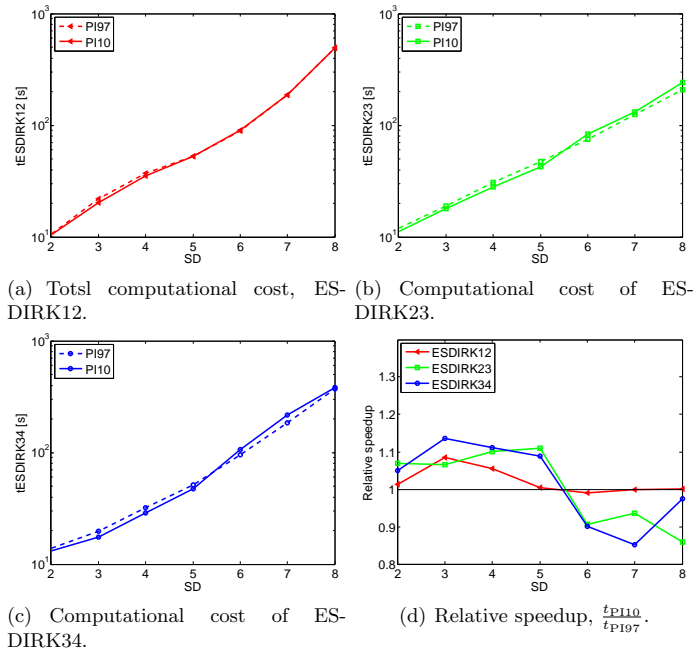 10^3
PI97
PI10
tESDIRK12 [s]
10^2
10^1
2 3 4 5 6 7 8
SD
10^3
PI97
PI10
tESDIRK23 [s]
10^2
10^1
2 3 4 5 6 7 8
SD
(a) Totsl computational cost, ES-
DIRK12.
(b) Computational cost of ES-
DIRK23.
10^3
PI97
PI10
tESDIRK34 [s]
10^2
10^1
2 3 4 5 6 7 8
SD
ESDIRK12
ESDIRK23
ESDIRK34
Relative speedup
1.3
1.2
1.1
1.0
0.9
0.8
2 3 4 5 6 7 8
SD
(c) Computational cost of ES-
DIRK34.
(d) Relative speedup, t_PI10/t_PI97.